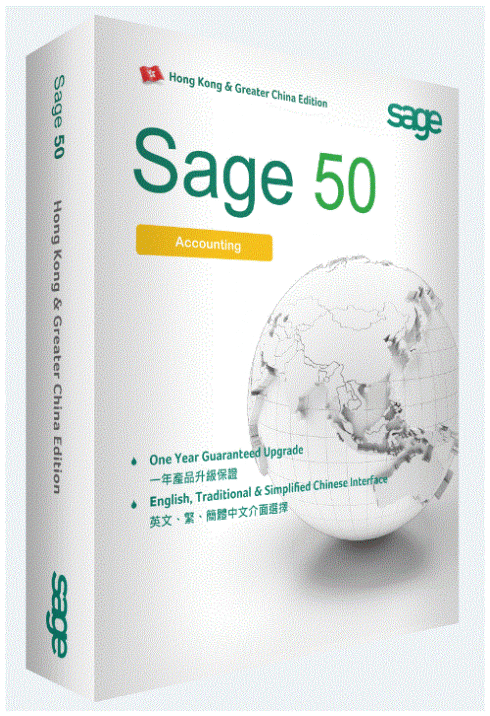 Hong Kong & Greater China Edition
sage
Sage 50
Accounting
One Year Guaranteed Upgrade
一年產品升級保證
English, Traditional & Simplified Chinese Interface
英文、繁、簡體中文介面選擇
Sage 50
Hong Kong & Greater China Edition
sage